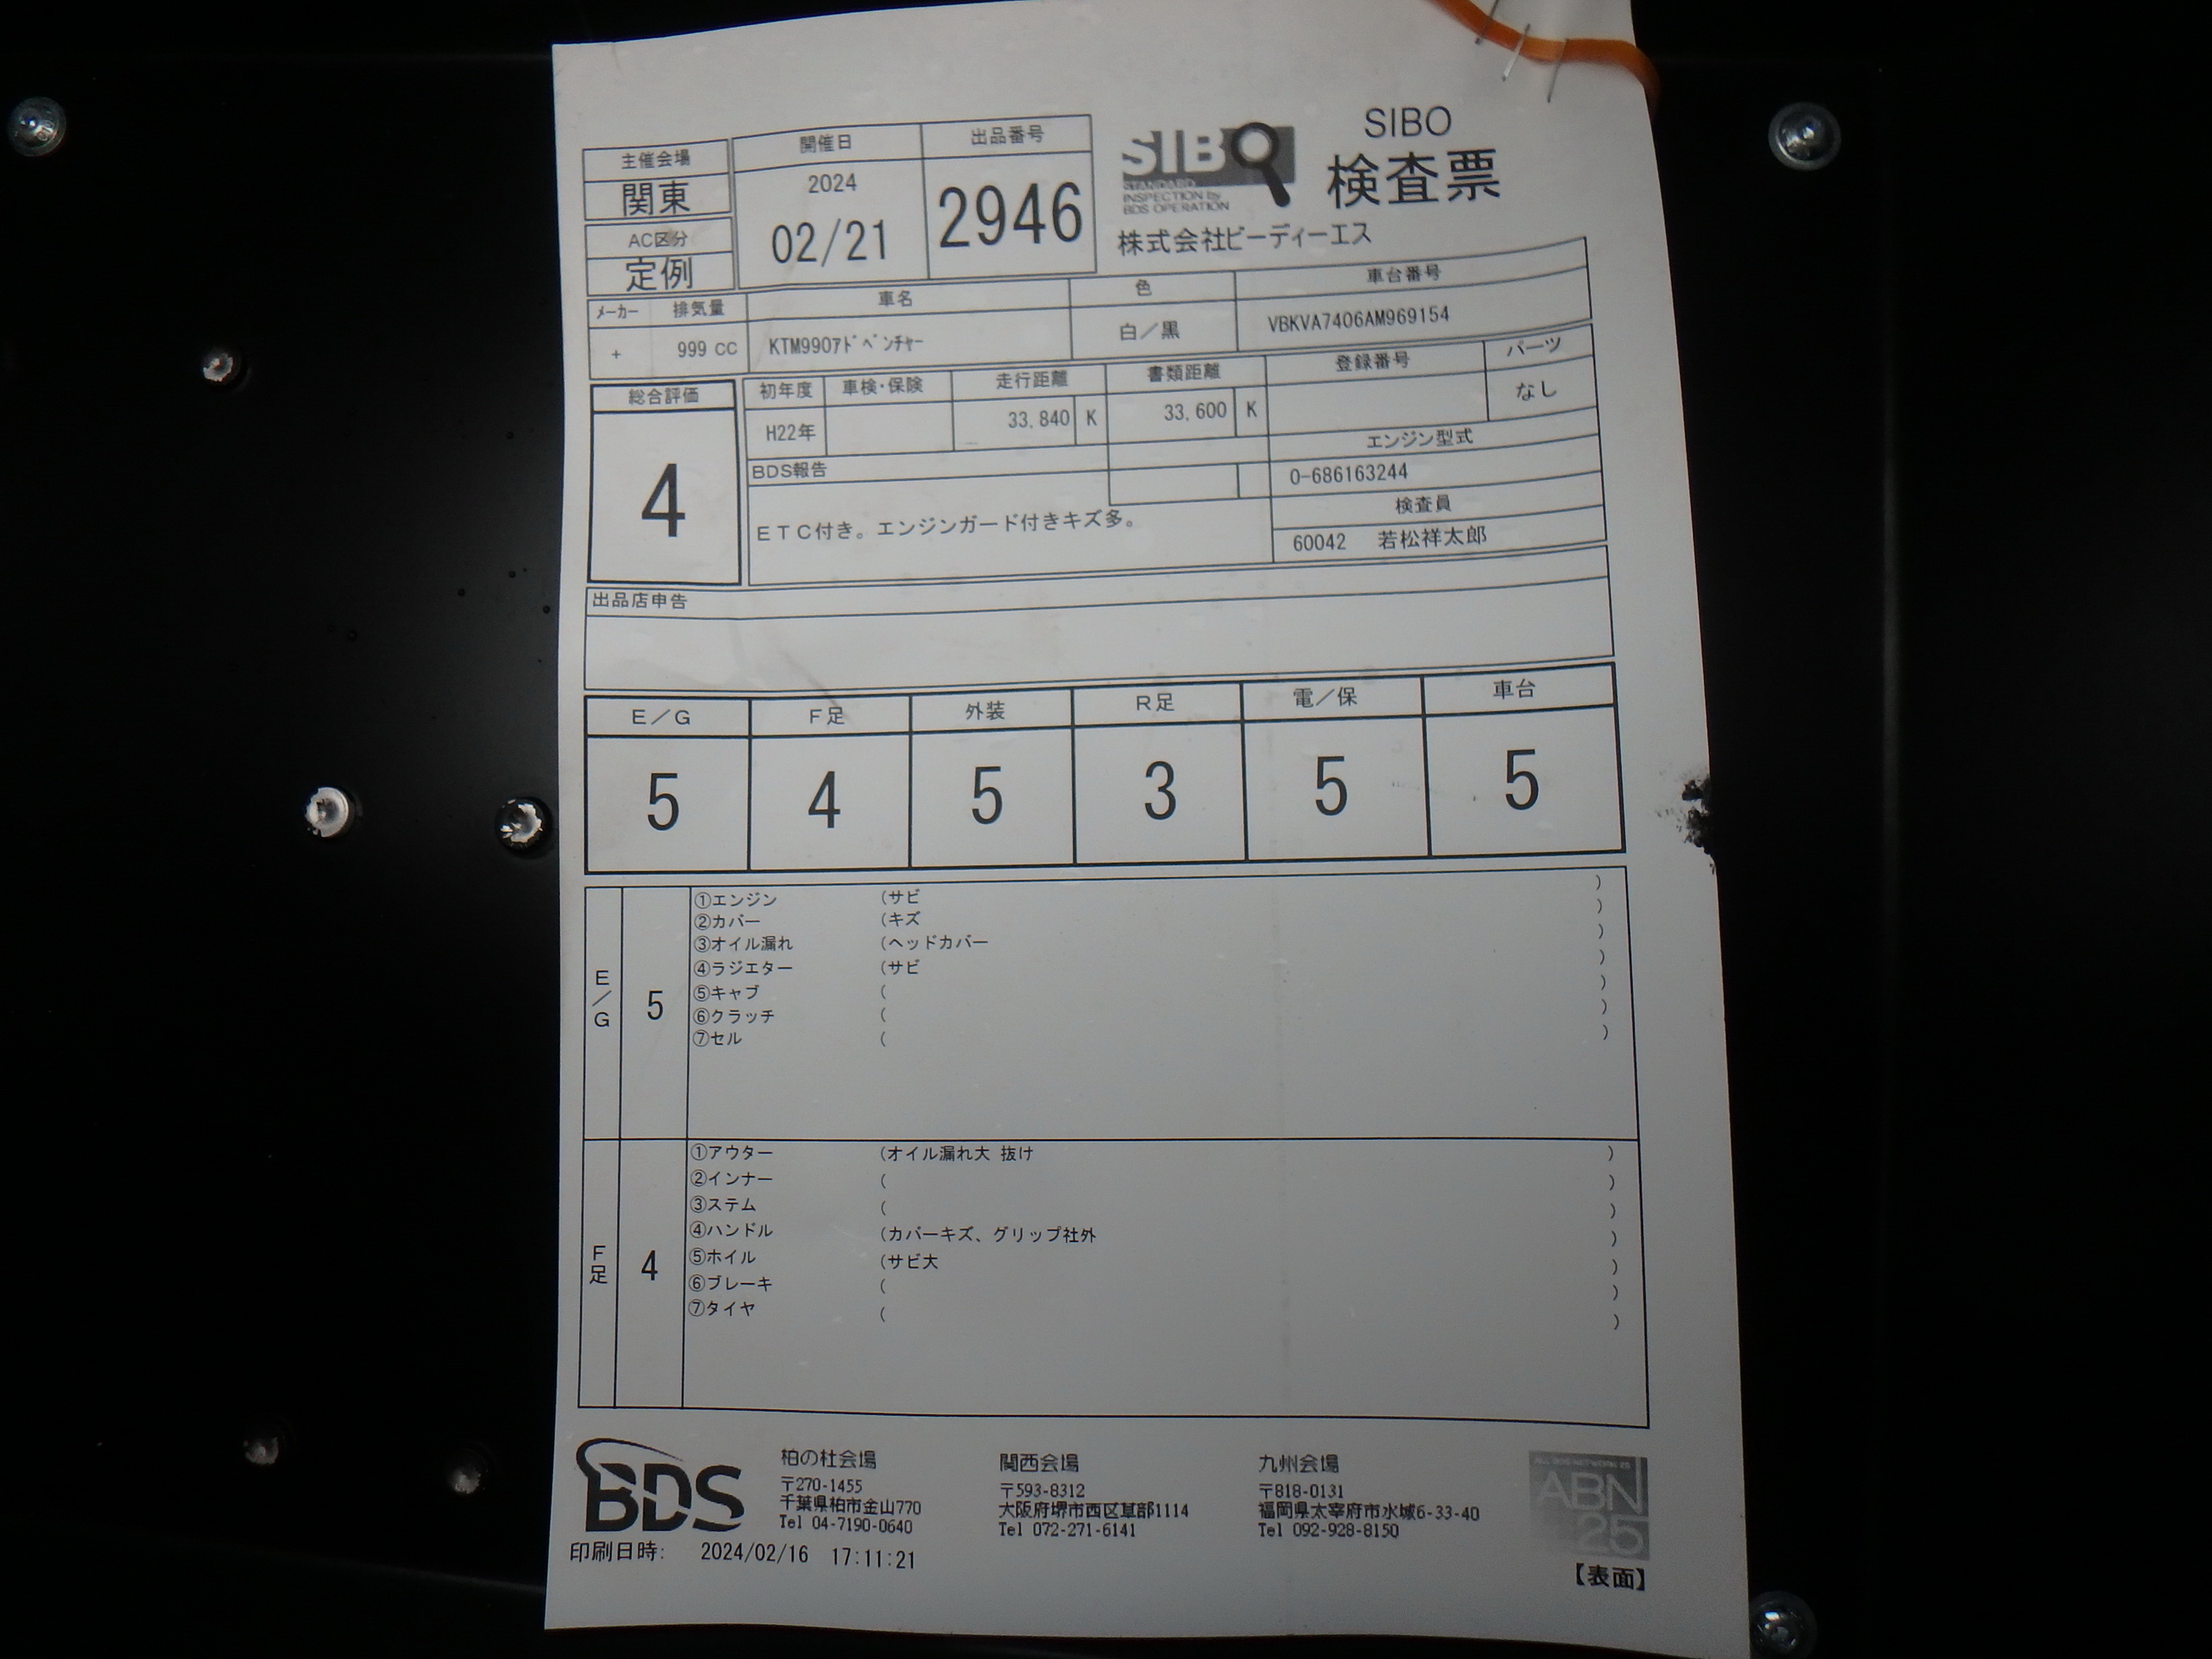 SIBO
STANDARD
INSPECTION by
BDS OPERATION
SIBO
検査票
株式会社ビーディーエス
主催会場
関東
AC区分
定例
開催日
2024
02/21
出品番号
2946
メーカー 排気量 車名 色 車台番号
+ 999 CC KTM990ｱﾄﾞﾍﾞﾝﾁｬｰ 白／黒 VBKVA7406AM969154
総合評価
4
初年度 車検・保険 走行距離 書類距離 登録番号 パーツ
H22年 33,840 K 33,600 K なし
エンジン型式
0-686163244
検査員
60042 若松祥太郎
BDS報告
ＥＴＣ付き。エンジンガード付きキズ多。
出品店申告
Ｅ／Ｇ Ｆ足 外装 Ｒ足 電／保 車台
5 4 5 3 5 5
Ｅ／Ｇ
5
①エンジン (サビ )
②カバー (キズ )
③オイル漏れ (ヘッドカバー )
④ラジエター (サビ )
⑤キャブ ( )
⑥クラッチ ( )
⑦セル ( )
Ｆ足
4
①アウター (オイル漏れ大 抜け )
②インナー ( )
③ステム ( )
④ハンドル (カバーキズ、グリップ社外 )
⑤ホイル (サビ大 )
⑥ブレーキ ( )
⑦タイヤ ( )
BDS
柏の杜会場
〒270-1455
千葉県柏市金山770
Tel 04-7190-0640
関西会場
〒593-8312
大阪府堺市西区草部1114
Tel 072-271-6141
九州会場
〒818-0131
福岡県太宰府市水城6-33-40
Tel 092-928-8150
ALL BDS NETWORK 25
ABN
25
印刷日時: 2024/02/16 17:11:21
【表面】